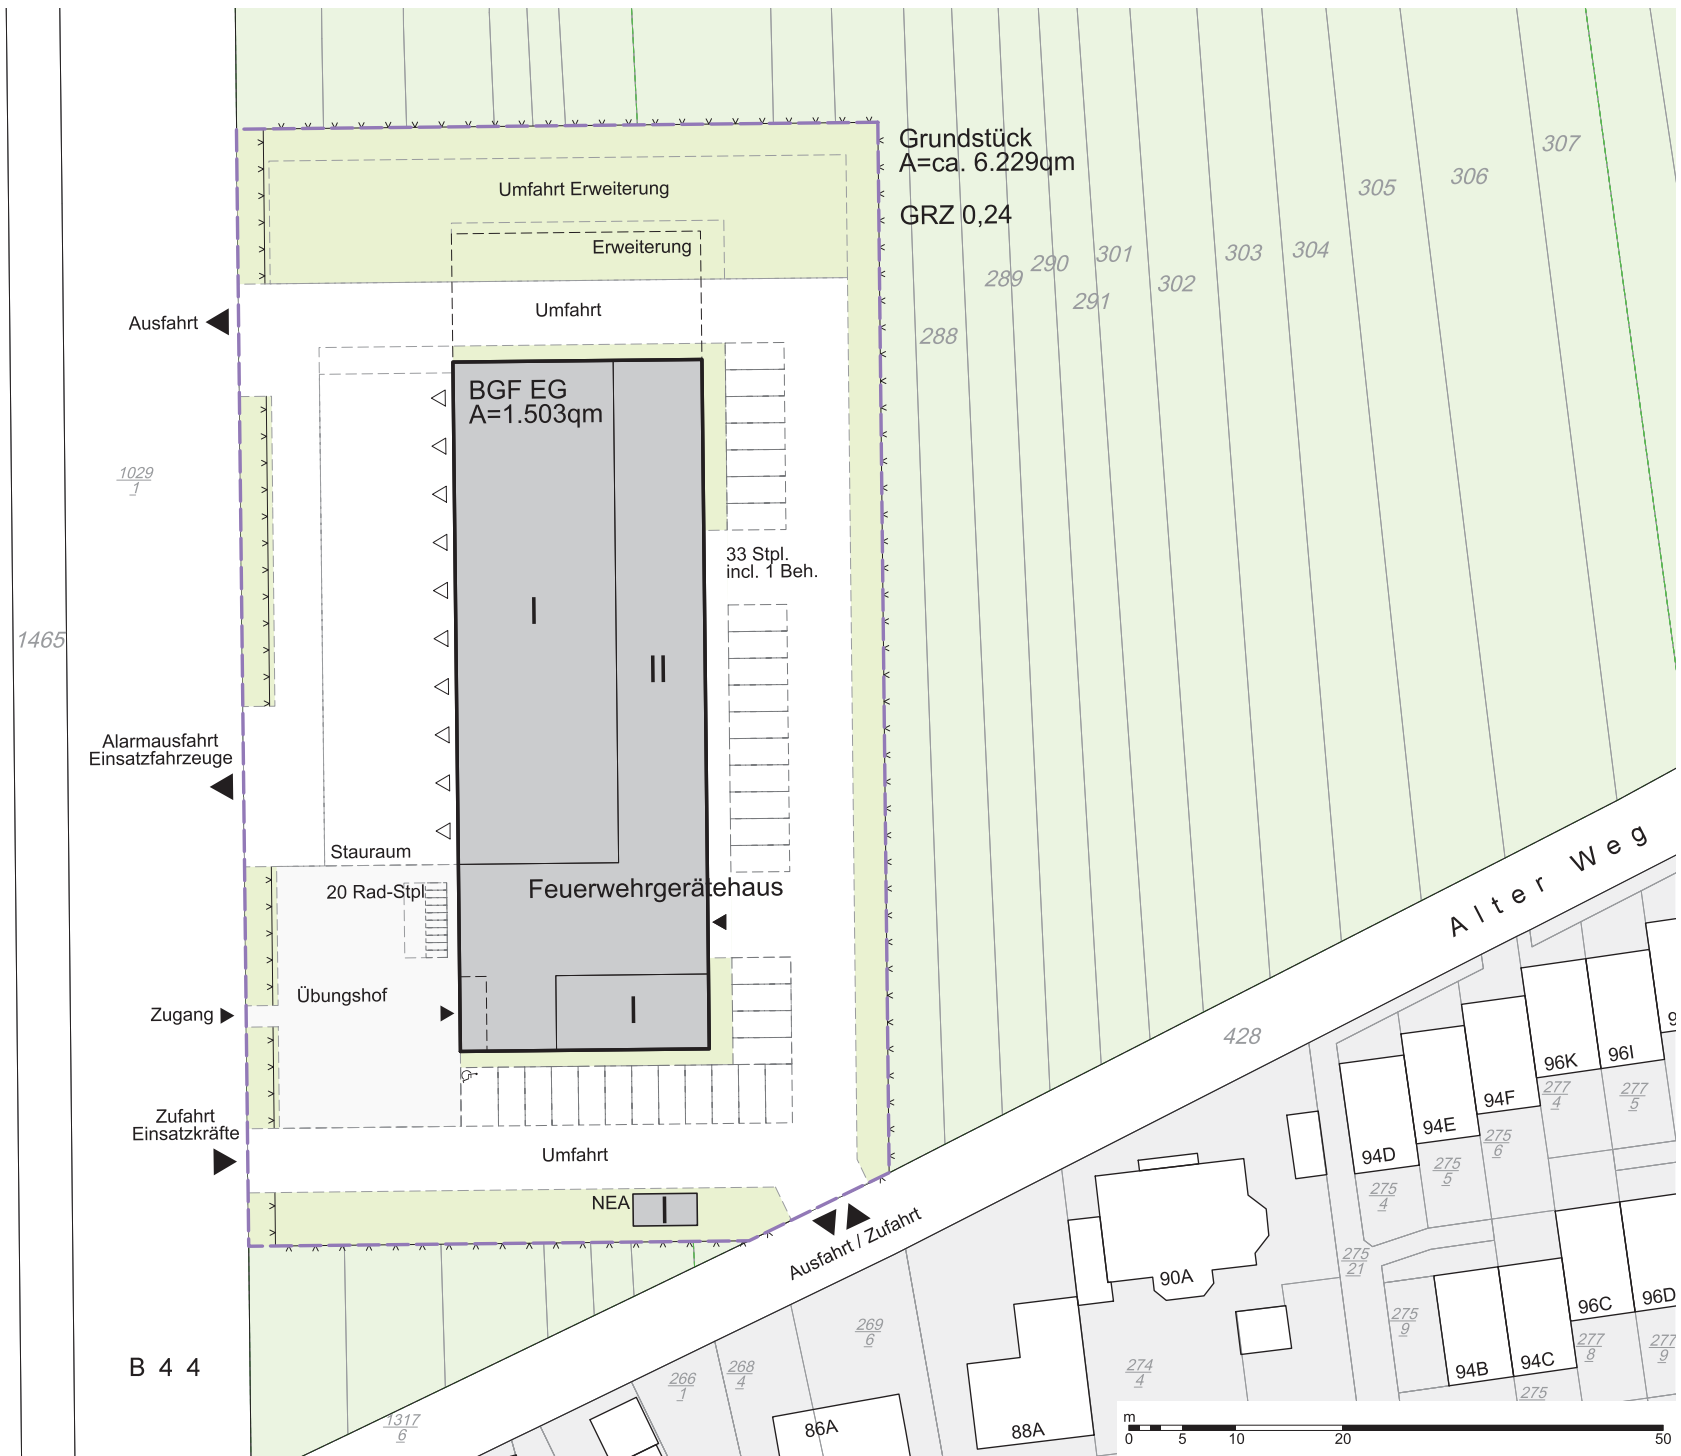 Grundstück
A=ca. 6.229qm
GRZ 0,24
307
306
305
304
303
301
290
289
302
291
288
Umfahrt Erweiterung
Erweiterung
Umfahrt
Ausfahrt
BGF EG
A=1.503qm
1029
1
33 Stpl.
incl. 1 Beh.
I
II
1465
Alarmausfahrt
Einsatzfahrzeuge
Stauraum
20 Rad-Stpl.
Feuerwehrgerätehaus
Alter Weg
Übungshof
I
Zugang
428
Zufahrt
Einsatzkräfte
Umfahrt
NEA
I
Ausfahrt / Zufahrt
96K
96I
9
94F
94E
94D
277
4
277
5
275
6
275
5
275
4
275
21
90A
96C
96D
275
9
277
8
277
9
94B
94C
275
269
6
274
4
268
4
266
1
B 44
1317
6
86A
88A
m
0 5 10 20 50